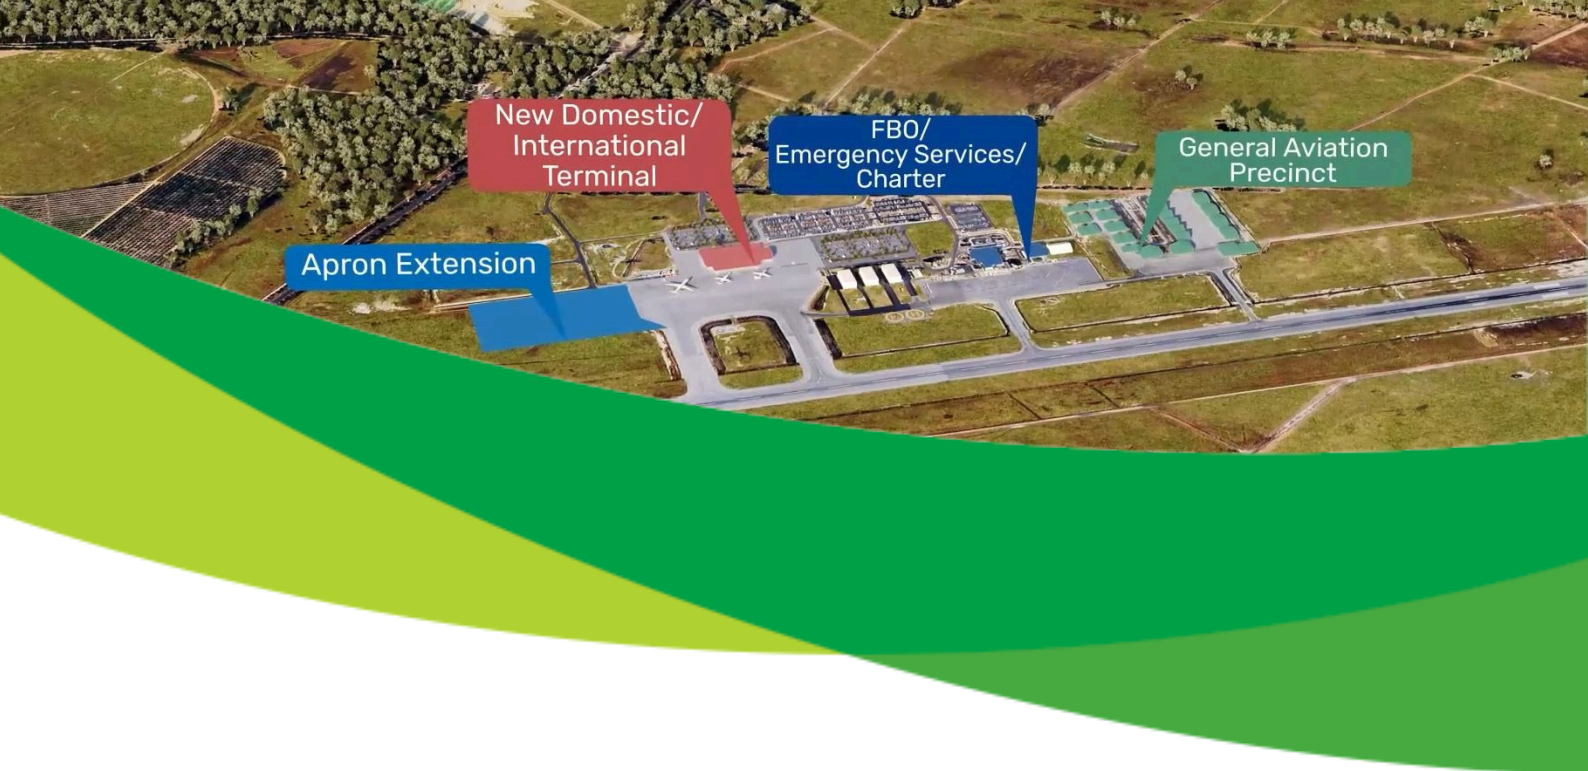 New Domestic/
International
Terminal
FBO/
Emergency Services/
Charter
General Aviation
Precinct
Apron Extension